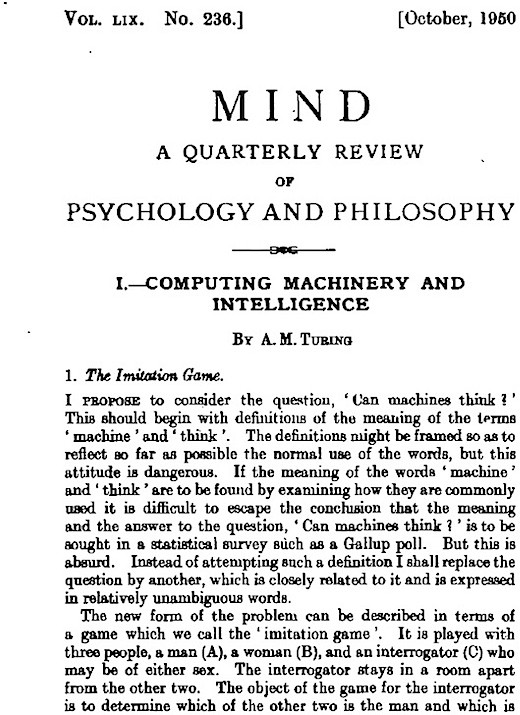 VOL. LIX. No. 236.] [October, 1950
MIND
A QUARTERLY REVIEW
OF
PSYCHOLOGY AND PHILOSOPHY
I.—COMPUTING MACHINERY AND
INTELLIGENCE
BY A. M. TURING
1. The Imitation Game.
I PROPOSE to consider the question, ‘ Can machines think ? ’
This should begin with definitions of the meaning of the terms
‘ machine ’ and ‘ think ’. The definitions might be framed so as to
reflect so far as possible the normal use of the words, but this
attitude is dangerous. If the meaning of the words ‘ machine ’
and ‘ think ’ are to be found by examining how they are commonly
used it is difficult to escape the conclusion that the meaning
and the answer to the question, ‘ Can machines think ? ’ is to be
sought in a statistical survey such as a Gallup poll. But this is
absurd. Instead of attempting such a definition I shall replace the
question by another, which is closely related to it and is expressed
in relatively unambiguous words.
The new form of the problem can be described in terms of
a game which we call the ‘ imitation game ’. It is played with
three people, a man (A), a woman (B), and an interrogator (C) who
may be of either sex. The interrogator stays in a room apart
from the other two. The object of the game for the interrogator
is to determine which of the other two is the man and which is